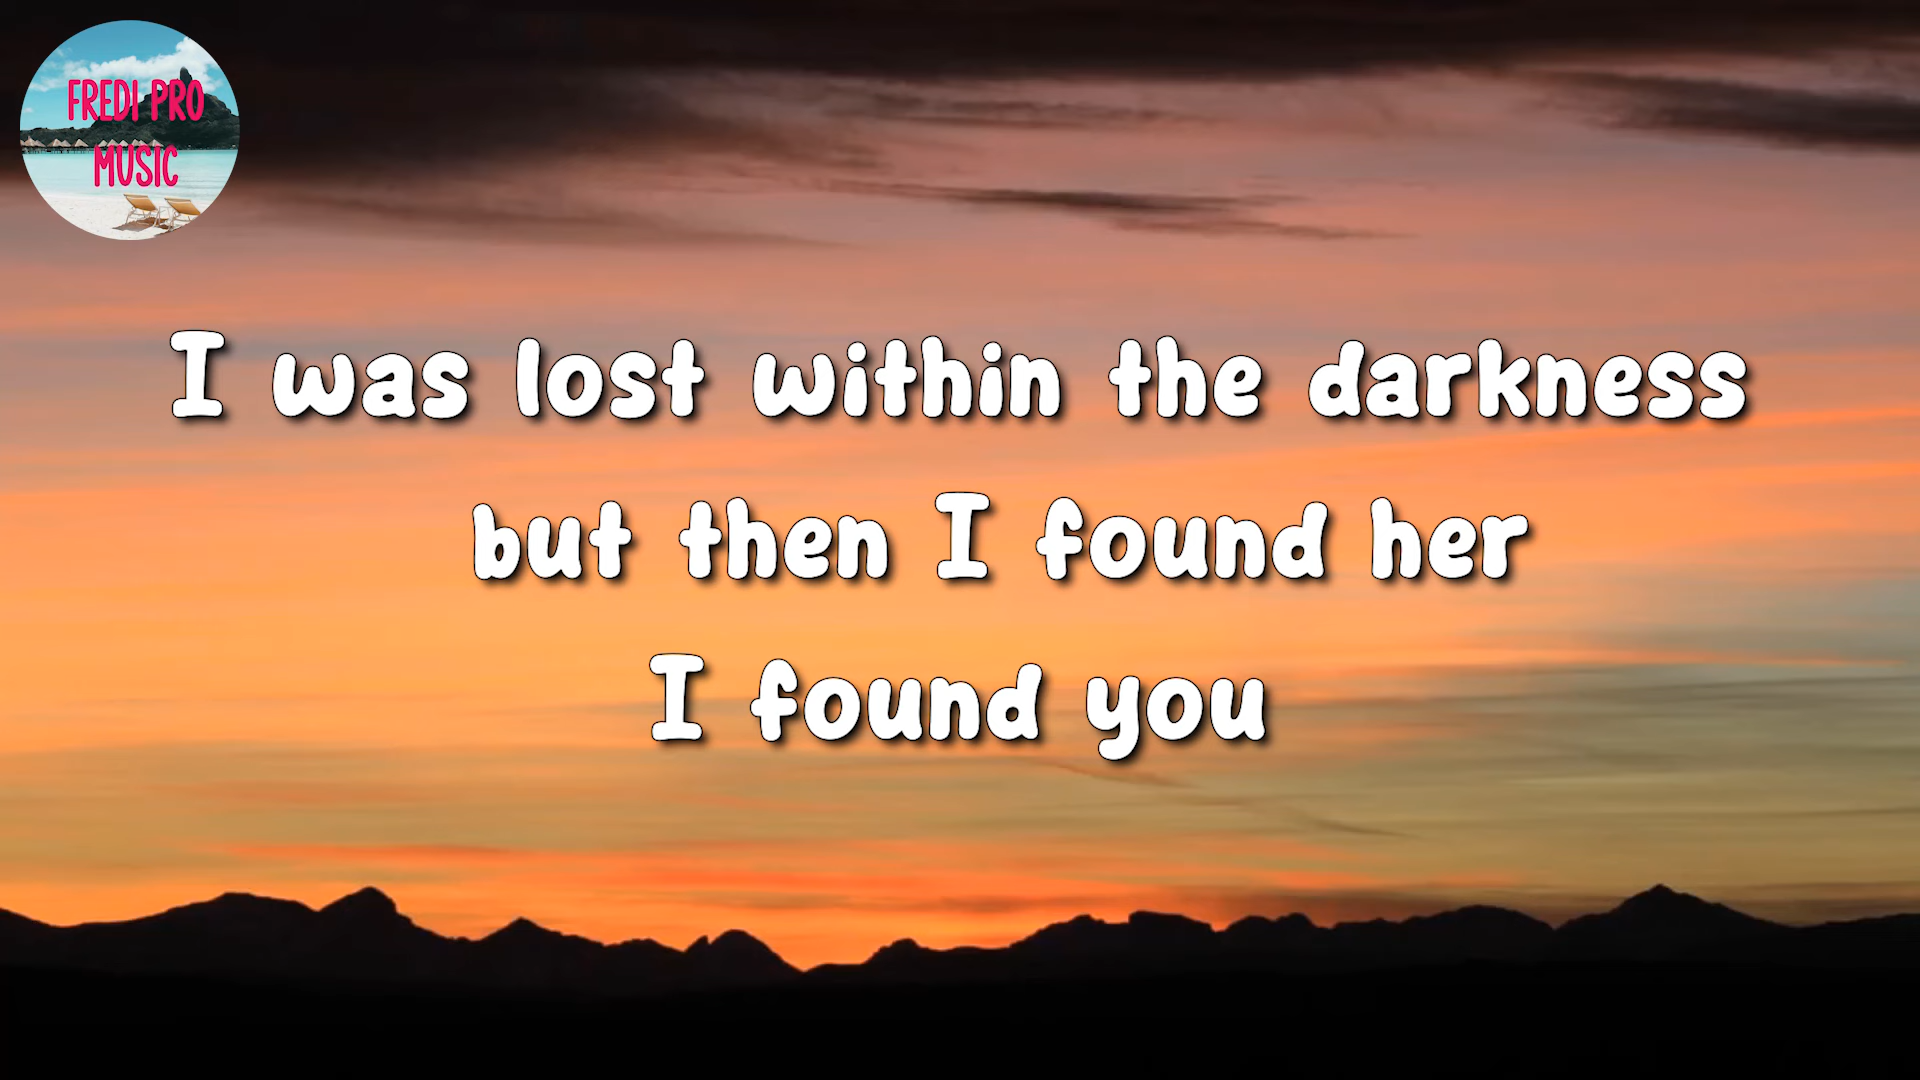 FREDI PRO
MUSIC
I was lost within the darkness
but then I found her
I found you